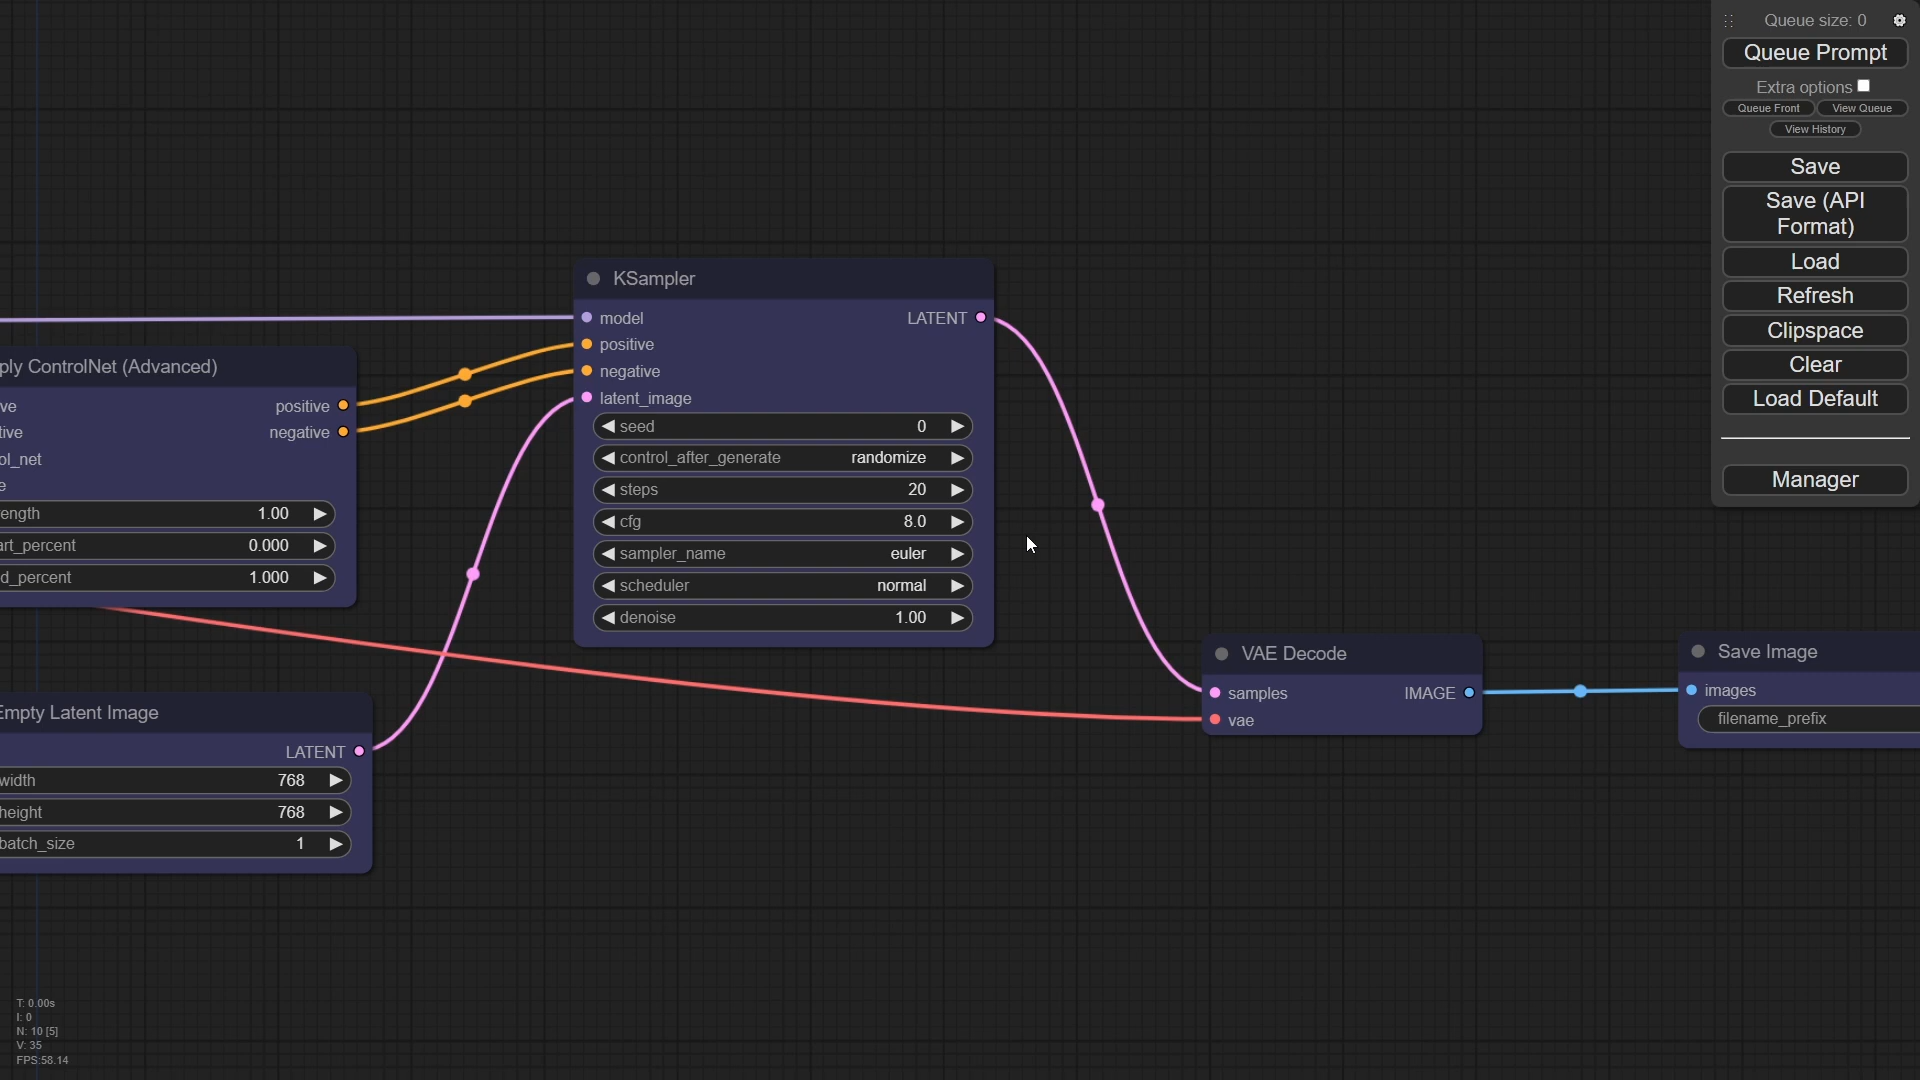 Queue size: 0
Queue Prompt
Extra options
Queue Front
View Queue
View History
Save
Save (API
Format)
Load
Refresh
Clipspace
Clear
Load Default
Manager
KSampler
model
LATENT
positive
negative
latent_image
seed 0
control_after_generate randomize
steps 20
cfg 8.0
sampler_name euler
scheduler normal
denoise 1.00
ply ControlNet (Advanced)
ve positive
tive negative
ol_net
e
ength 1.00
art_percent 0.000
d_percent 1.000
Empty Latent Image
LATENT
width 768
height 768
batch_size 1
VAE Decode
samples IMAGE
vae
Save Image
images
filename_prefix
T: 0.00s
I: 0
N: 10 [5]
V: 35
FPS:58.14